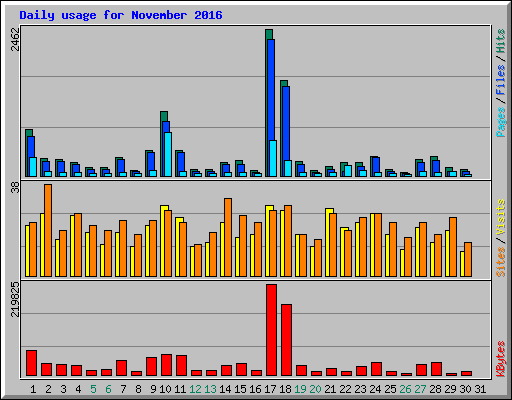 Daily usage for November 2016
2462
Pages / Files / Hits
38
Sites / Visits
219825
KBytes
1 2 3 4 5 6 7 8 9 10 11 12 13 14 15 16 17 18 19 20 21 22 23 24 25 26 27 28 29 30 31